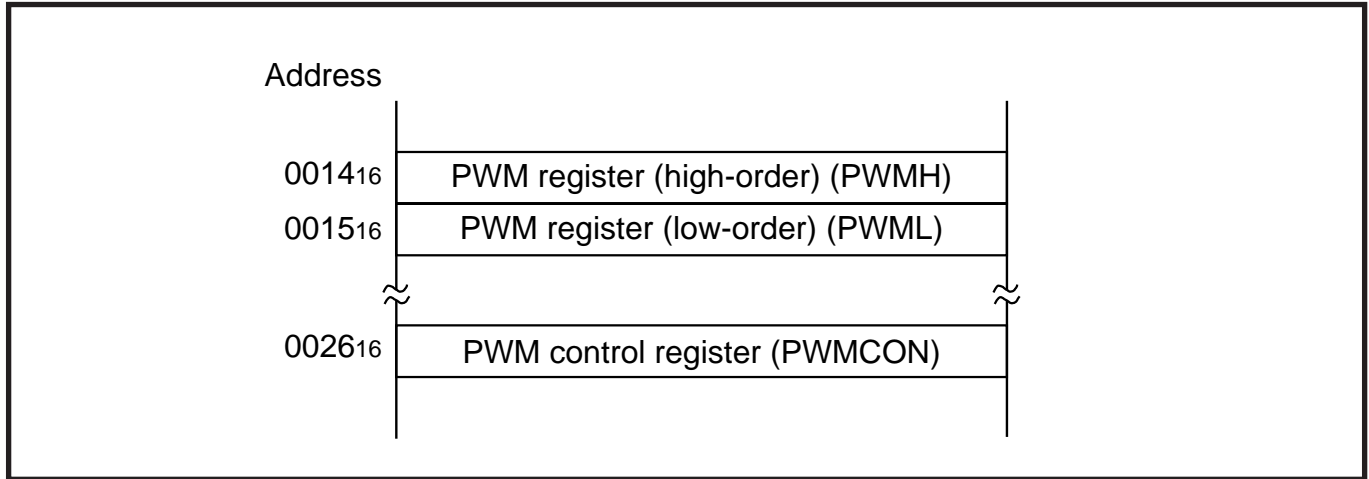 Address
0014₁₆ PWM register (high-order) (PWMH)
0015₁₆ PWM register (low-order) (PWML)
0026₁₆ PWM control register (PWMCON)